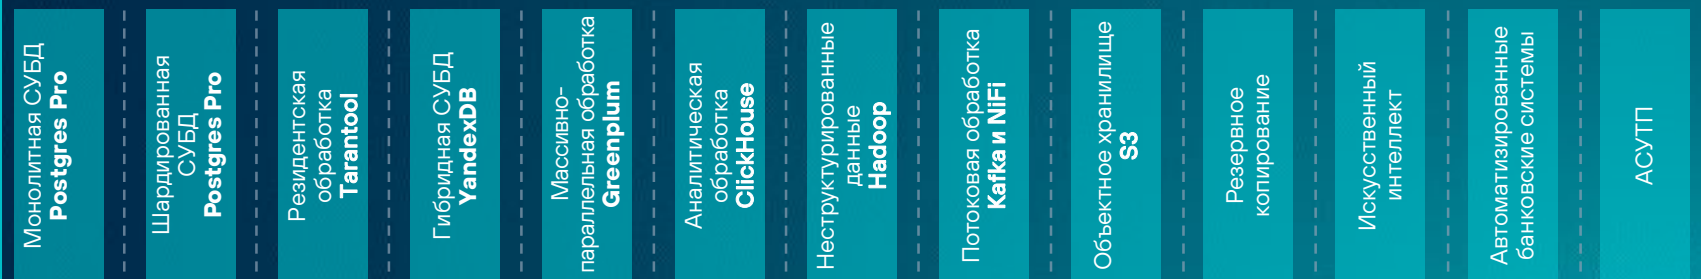 Монолитная СУБД
Postgres Pro
Шардированная
СУБД
Postgres Pro
Резидентская
обработка
Tarantool
Гибридная СУБД
YandexDB
Массивно-
параллельная обработка
Greenplum
Аналитическая
обработка
ClickHouse
Неструктурированные
данные
Hadoop
Потоковая обработка
Kafka и NiFi
Объектное хранилище
S3
Резервное
копирование
Искусственный
интеллект
Автоматизированные
банковские системы
АСУТП